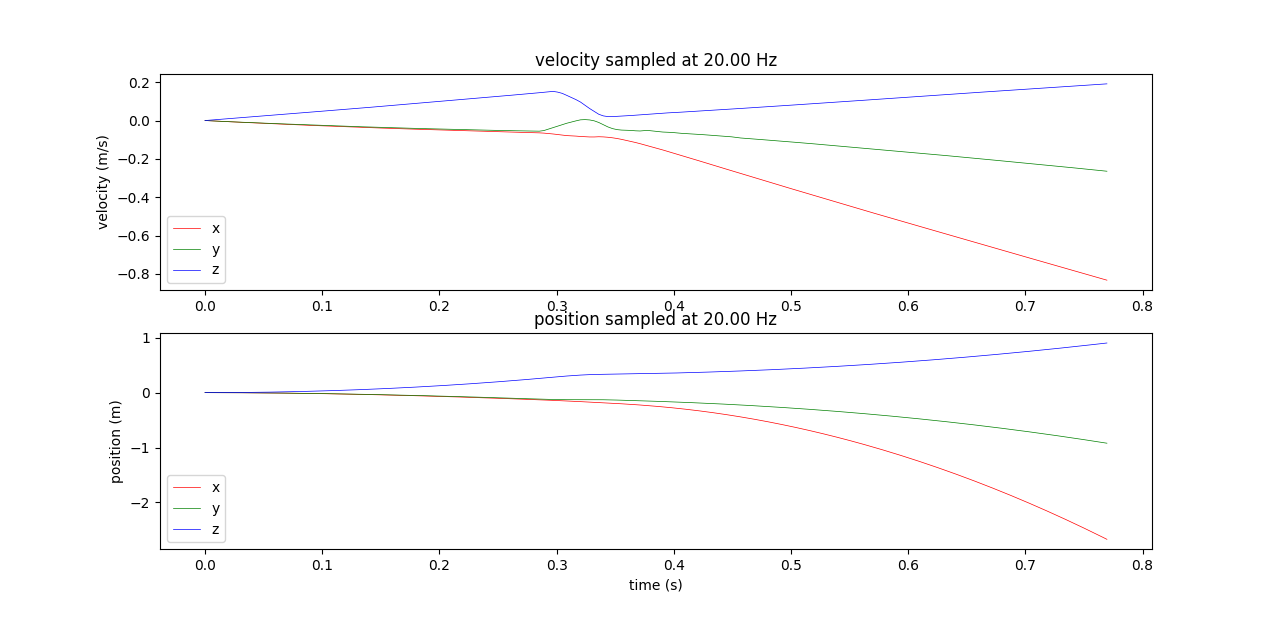 velocity sampled at 20.00 Hz
velocity (m/s)
0.2
0.0
−0.2
−0.4
−0.6
−0.8
x
y
z
0.0 0.1 0.2 0.3 0.4 0.5 0.6 0.7 0.8
position sampled at 20.00 Hz
position (m)
1
0
−1
−2
x
y
z
0.0 0.1 0.2 0.3 0.4 0.5 0.6 0.7 0.8
time (s)